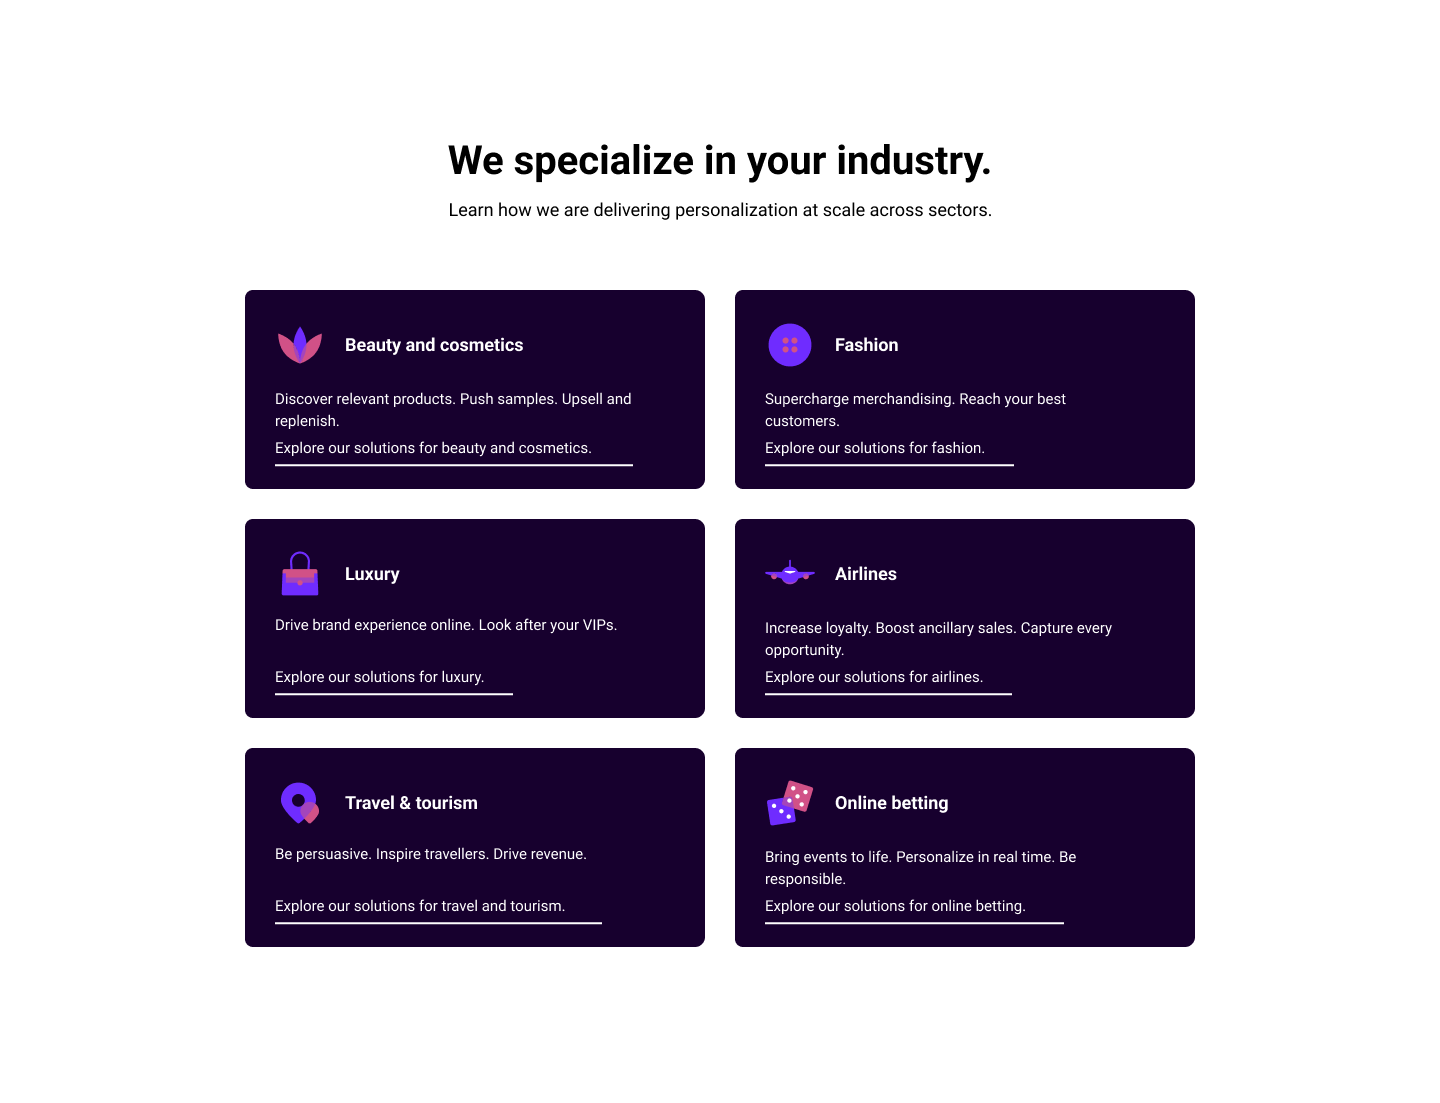 We specialize in your industry.
Learn how we are delivering personalization at scale across sectors.
Beauty and cosmetics
Discover relevant products. Push samples. Upsell and
replenish.
Explore our solutions for beauty and cosmetics.
Fashion
Supercharge merchandising. Reach your best
customers.
Explore our solutions for fashion.
Luxury
Drive brand experience online. Look after your VIPs.
Explore our solutions for luxury.
Airlines
Increase loyalty. Boost ancillary sales. Capture every
opportunity.
Explore our solutions for airlines.
Travel & tourism
Be persuasive. Inspire travellers. Drive revenue.
Explore our solutions for travel and tourism.
Online betting
Bring events to life. Personalize in real time. Be
responsible.
Explore our solutions for online betting.